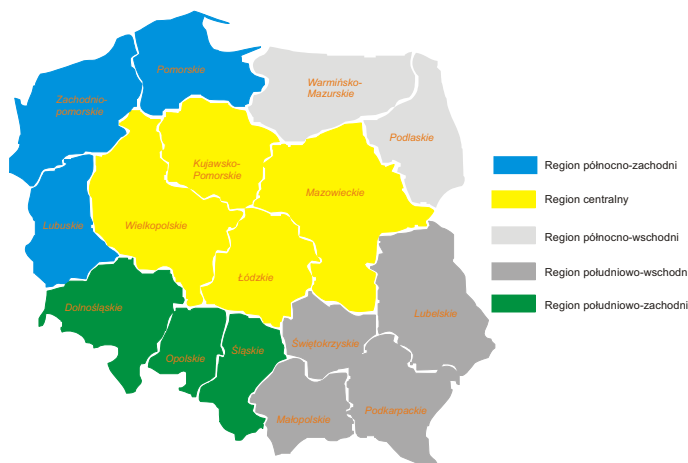 Pomorskie
Warmińsko-
Mazurskie
Zachodnio-
pomorskie
Podlaskie
Kujawsko-
Pomorskie
Mazowieckie
Lubuskie
Wielkopolskie
Łódzkie
Dolnośląskie
Lubelskie
Świętokrzyskie
Śląskie
Opolskie
Podkarpackie
Małopolskie
Region północno-zachodni
Region centralny
Region północno-wschodni
Region południowo-wschodn
Region południowo-zachodni